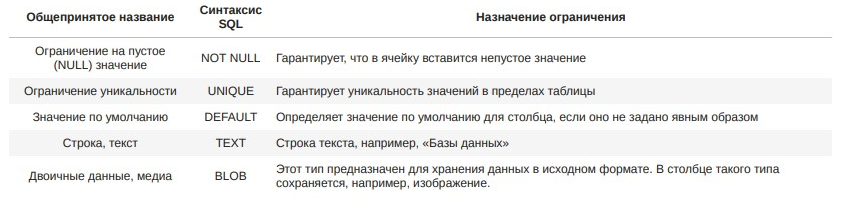 Общепринятое название Синтаксис SQL Назначение ограничения
Ограничение на пустое
(NULL) значение NOT NULL Гарантирует, что в ячейку вставится непустое значение
Ограничение уникальности UNIQUE Гарантирует уникальность значений в пределах таблицы
Значение по умолчанию DEFAULT Определяет значение по умолчанию для столбца, если оно не задано явным образом
Строка, текст TEXT Строка текста, например, «Базы данных»
Двоичные данные, медиа BLOB Этот тип предназначен для хранения данных в исходном формате. В столбце такого типа
сохраняется, например, изображение.